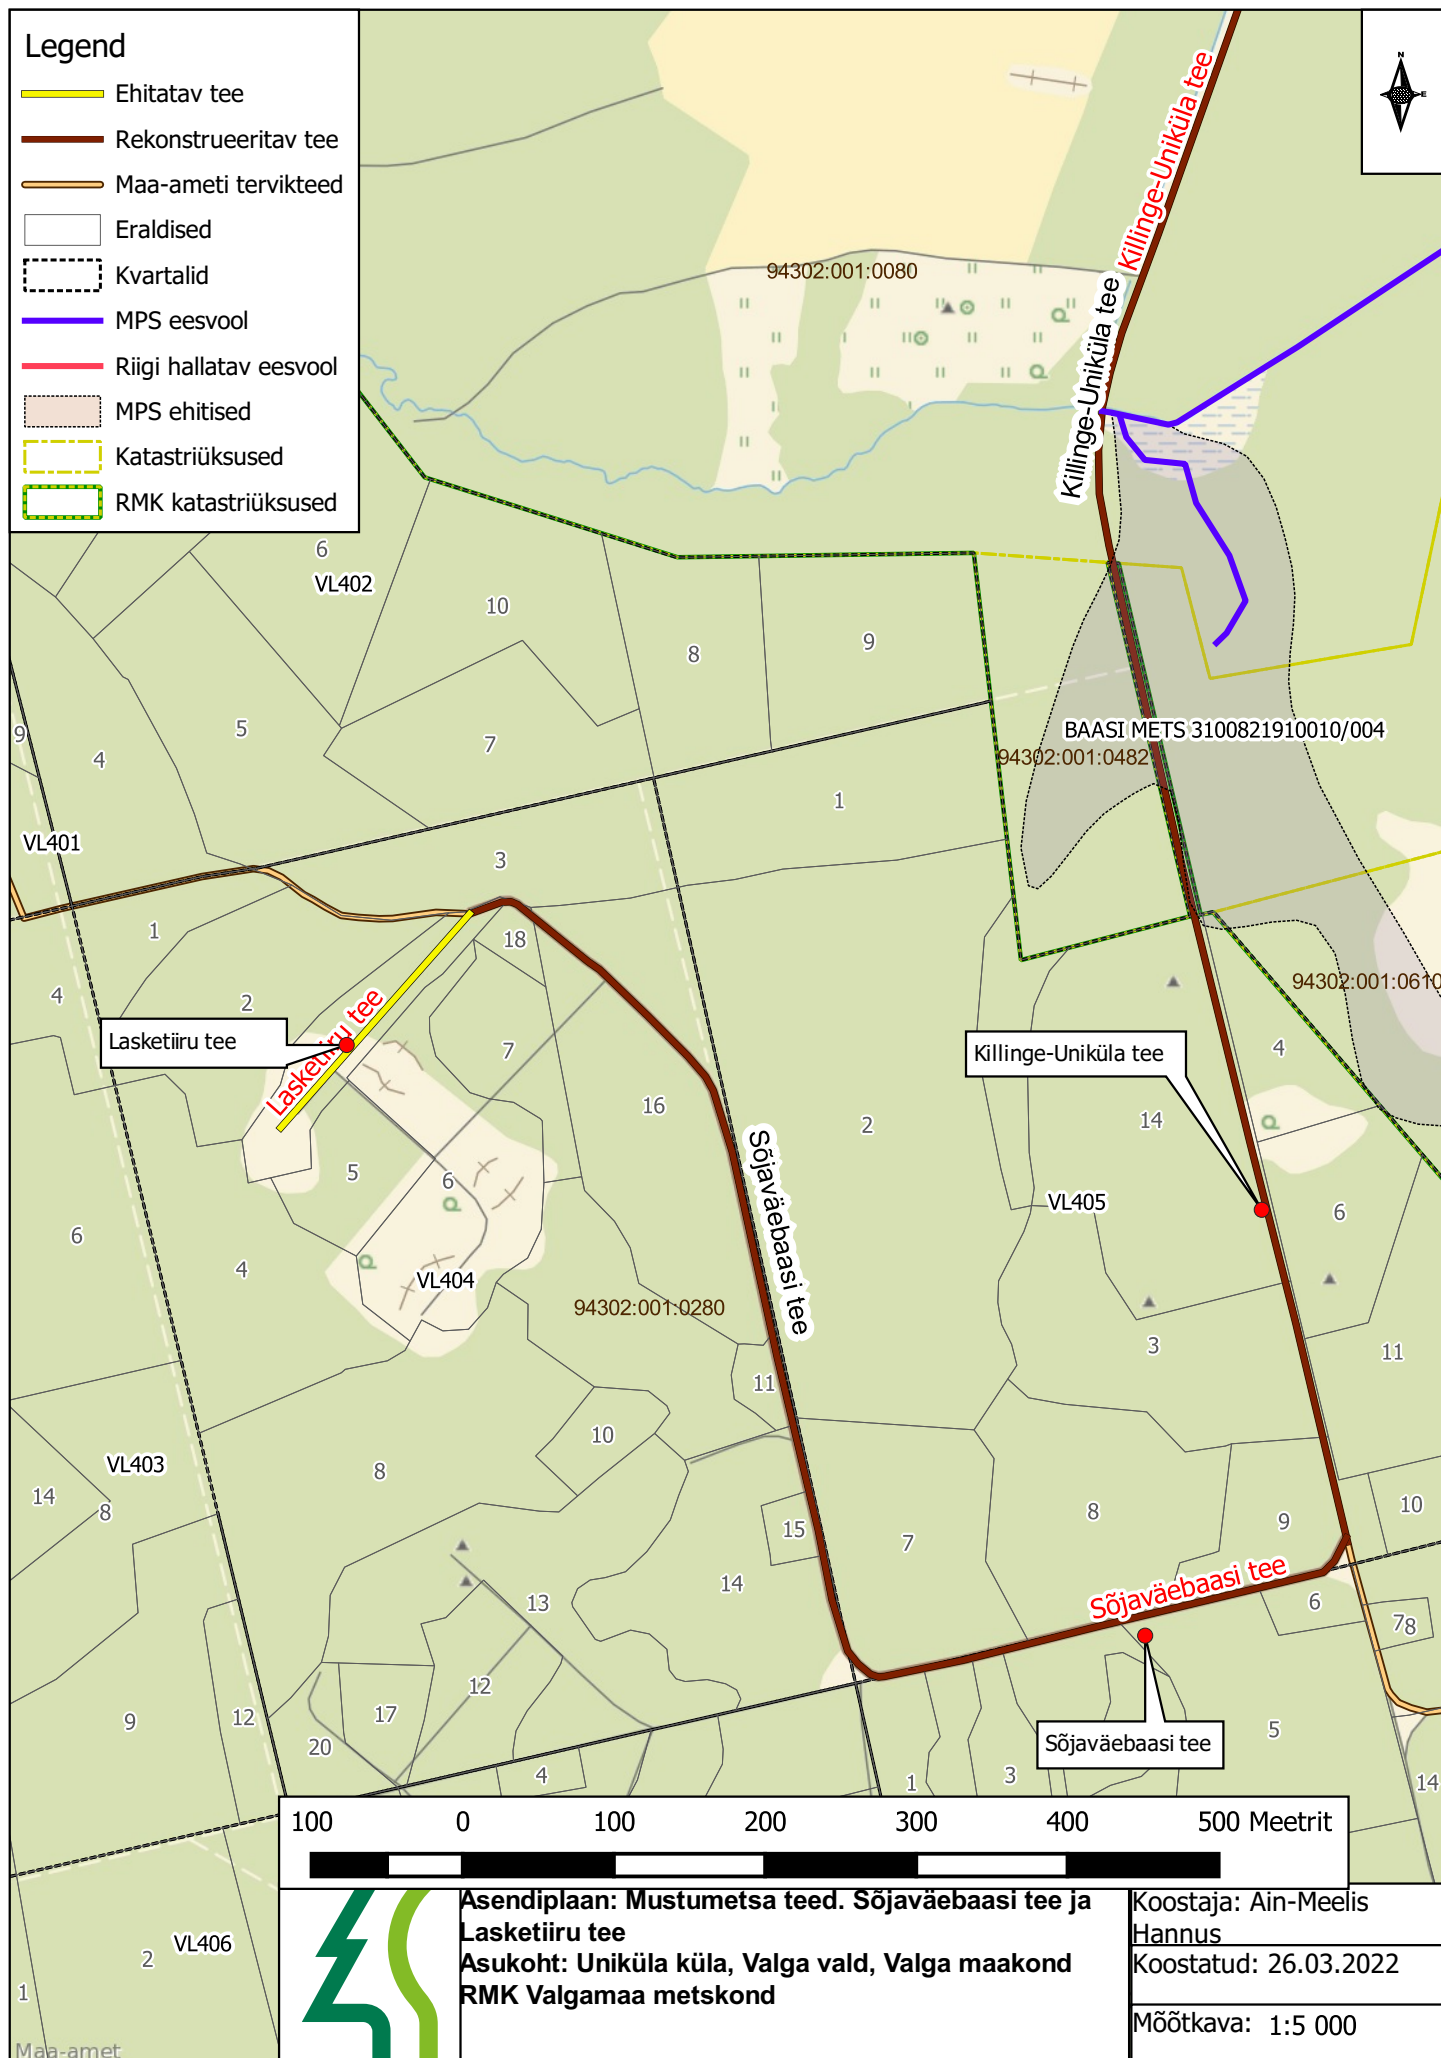 Legend
Ehitatav tee
Rekonstrueeritav tee
Maa-ameti tervikteed
Eraldised
Kvartalid
MPS eesvool
Riigi hallatav eesvool
MPS ehitised
Katastriüksused
RMK katastriüksused
N
E
Killinge-Uniküla tee
Killinge-Uniküla tee
94302:001:0080
6
VL402
10
8
9
9
4
5
7
BAASI METS 3100821910010/004
94302:001:0482
1
VL401
3
1
18
4
2
94302:001:0610
Lasketiiru tee
Lasketiiru tee
7
Killinge-Uniküla tee
4
16
2
14
5
6
VL405
6
6
4
VL404
Sõjaväebaasi tee
94302:001:0280
3
11
11
10
VL403
8
14
8
15
7
8
9
10
14
13
Sõjaväebaasi tee
6
7
8
12
17
9
12
20
5
Sõjaväebaasi tee
4
1
3
14
100 0 100 200 300 400 500 Meetrit
Asendiplaan: Mustumetsa teed. Sõjaväebaasi tee ja
Lasketiiru tee
Asukoht: Uniküla küla, Valga vald, Valga maakond
RMK Valgamaa metskond
Koostaja: Ain-Meelis
Hannus
Koostatud: 26.03.2022
Mõõtkava: 1:5 000
VL406
2
1
Maa-amet